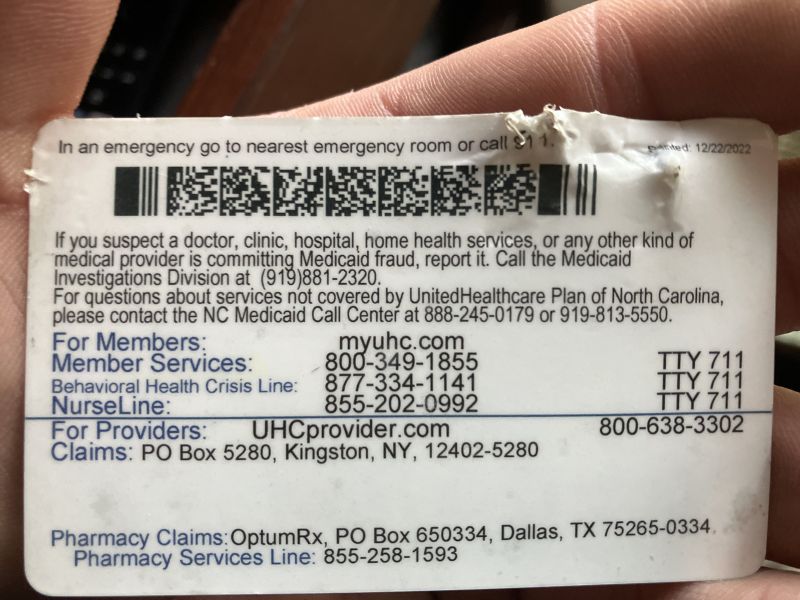 In an emergency go to nearest emergency room or call 911.
Printed: 12/22/2022
If you suspect a doctor, clinic, hospital, home health services, or any other kind of
medical provider is committing Medicaid fraud, report it. Call the Medicaid
Investigations Division at (919)881-2320.
For questions about services not covered by UnitedHealthcare Plan of North Carolina,
please contact the NC Medicaid Call Center at 888-245-0179 or 919-813-5550.
For Members: myuhc.com
Member Services: 800-349-1855 TTY 711
Behavioral Health Crisis Line: 877-334-1141 TTY 711
NurseLine: 855-202-0992 TTY 711
For Providers: UHCprovider.com 800-638-3302
Claims: PO Box 5280, Kingston, NY, 12402-5280
Pharmacy Claims:OptumRx, PO Box 650334, Dallas, TX 75265-0334
Pharmacy Services Line: 855-258-1593